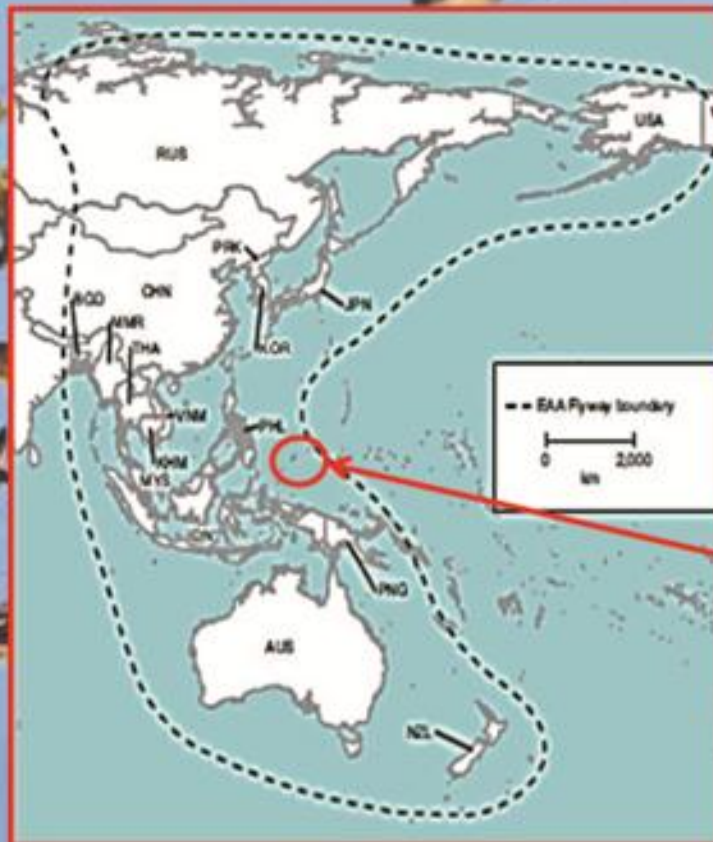 USA
RUS
PRK
CHN
JPN
BGD
MMR
KOR
THA
EAA Flyway boundary
VNM
PHL
0 2,000
km
KHM
MYS
PNG
AUS
NZL